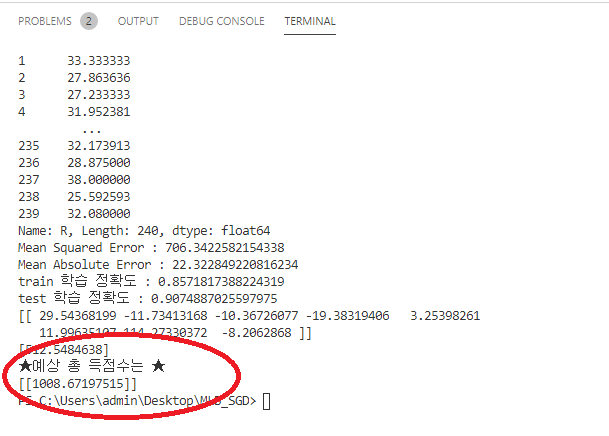 PROBLEMS 2 OUTPUT DEBUG CONSOLE TERMINAL
1 33.333333
2 27.863636
3 27.233333
4 31.952381
...
235 32.173913
236 28.875000
237 38.000000
238 25.592593
239 32.080000
Name: R, Length: 240, dtype: float64
Mean Squared Error : 706.3422582154338
Mean Absolute Error : 22.322849220816234
train 학습 정확도 : 0.8571817388224319
test 학습 정확도 : 0.9074887025597975
[[ 29.54368199 -11.73413168 -10.36726077 -19.38319406 3.25398261
11.99635107 114.27330372 -8.2062868 ]]
[512.5484638]
★예상 총 득점수는 ★
[[1008.67197515]]
PS C:\Users\admin\Desktop\MLB_SGD>